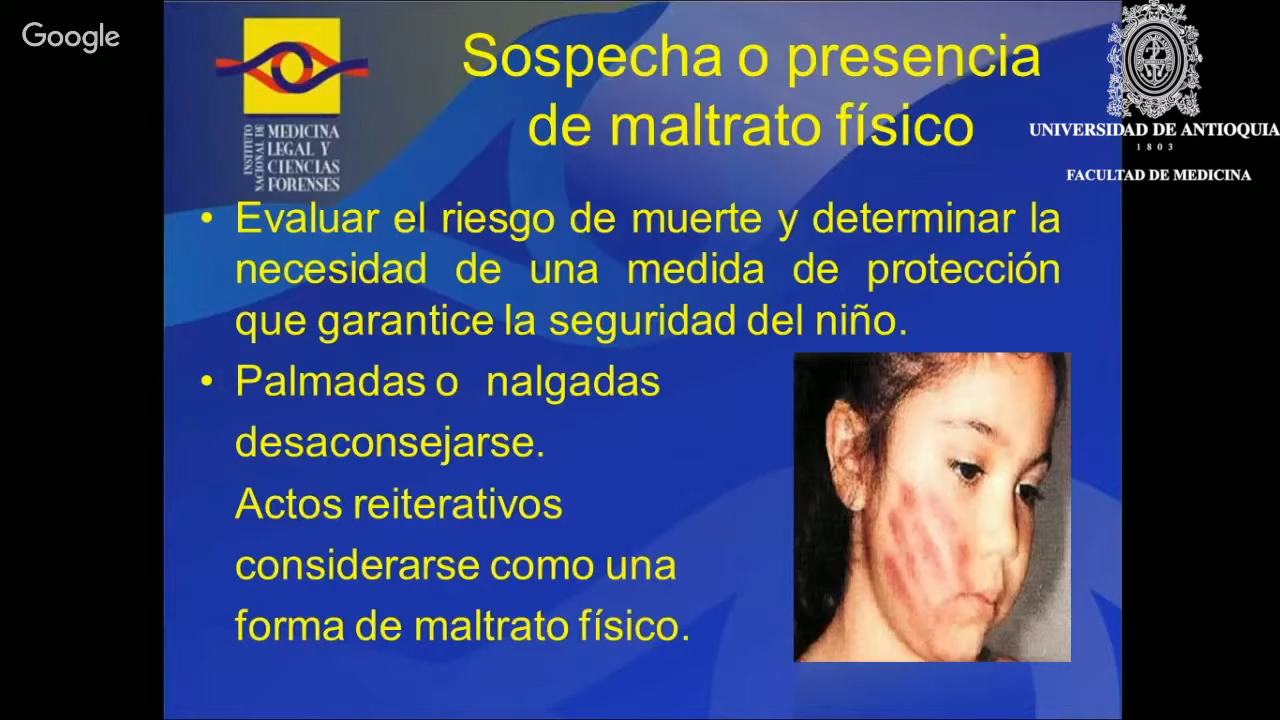 Google
INSTITUTO
NACIONAL DE
MEDICINA
LEGAL Y
CIENCIAS
FORENSES
Sospecha o presencia
de maltrato físico
UNIVERSIDAD DE ANTIOQUIA
1803
FACULTAD DE MEDICINA
• Evaluar el riesgo de muerte y determinar la
necesidad de una medida de protección
que garantice la seguridad del niño.
• Palmadas o nalgadas
desaconsejarse.
Actos reiterativos
considerarse como una
forma de maltrato físico.